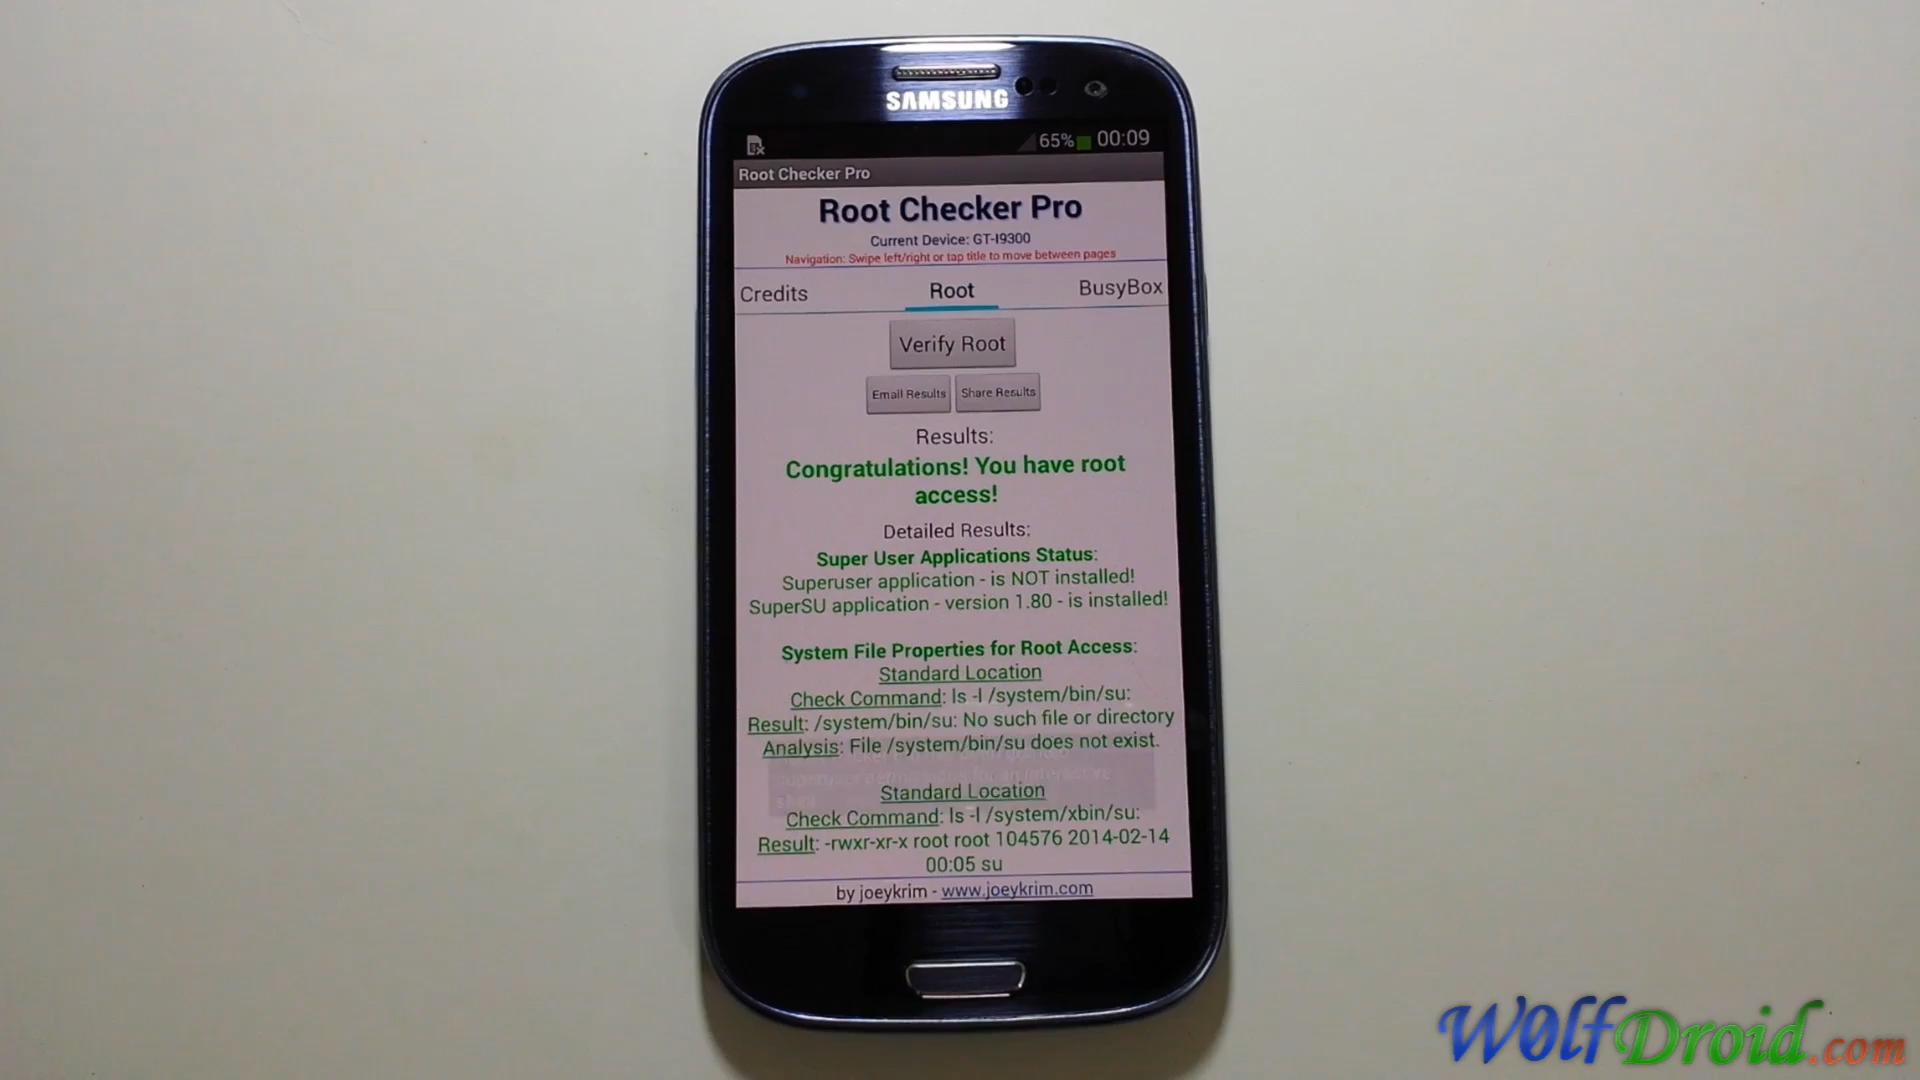 SAMSUNG
65% 00:09
Root Checker Pro
Root Checker Pro
Current Device: GT-I9300
Navigation: Swipe left/right or tap title to move between pages
Credits Root BusyBox
Verify Root
Email Results Share Results
Results:
Congratulations! You have root
access!
Detailed Results:
Super User Applications Status:
Superuser application - is NOT installed!
SuperSU application - version 1.80 - is installed!
System File Properties for Root Access:
Standard Location
Check Command: ls -l /system/bin/su:
Result: /system/bin/su: No such file or directory
Analysis: File /system/bin/su does not exist.
Standard Location
Check Command: ls -l /system/xbin/su:
Result: -rwxr-xr-x root root 104576 2014-02-14
00:05 su
by joeykrim - www.joeykrim.com
W0lfDroid.com